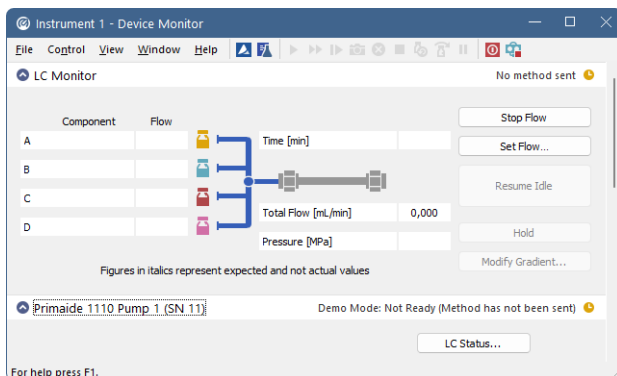 Instrument 1 - Device Monitor
File Control View Window Help
LC Monitor No method sent
Component Flow
Stop Flow
A Time [min]
Set Flow...
B
Resume Idle
C
Total Flow [mL/min] 0,000
D
Hold
Pressure [MPa]
Modify Gradient...
Figures in italics represent expected and not actual values
Primaide 1110 Pump 1 (SN 11) Demo Mode: Not Ready (Method has not been sent)
LC Status...
For help press F1.